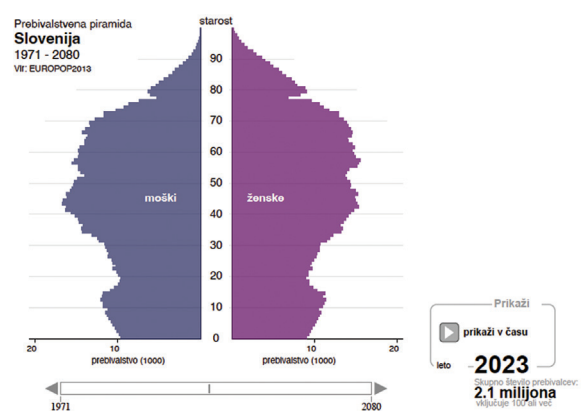 Prebivalstvena piramida
Slovenija
1971 - 2080
Vir: EUROPOP2013
starost
90
80
70
60
50
40
30
20
10
0
moški
ženske
20
10
10
20
prebivalstvo (1000)
prebivalstvo (1000)
1971
2080
Prikaži
prikaži v času
leto
2023
Skupno število prebivalcev:
2.1 milijona
vključuje 100 ali več